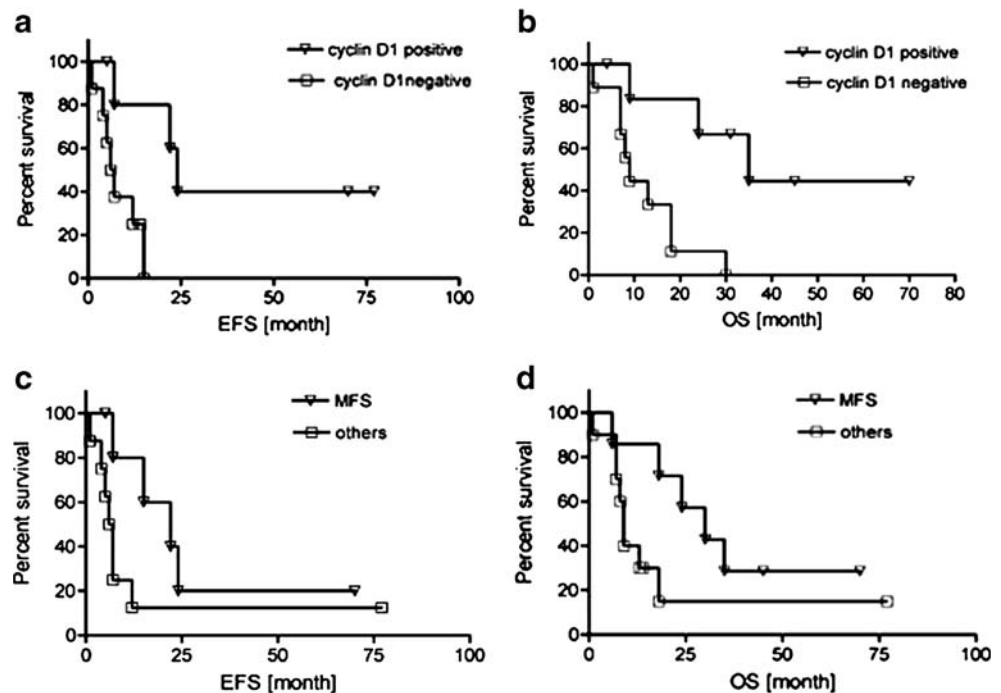 a
cyclin D1 positive
cyclin D1negative
Percent survival
100
80
60
40
20
0
0 25 50 75 100
EFS [month]
b
cyclin D1 positive
cyclin D1 negative
Percent survival
100
80
60
40
20
0
0 10 20 30 40 50 60 70 80
OS [month]
c
MFS
others
Percent survival
100
80
60
40
20
0
0 25 50 75 100
EFS [month]
d
MFS
others
Percent survival
100
80
60
40
20
0
0 25 50 75 100
OS [month]